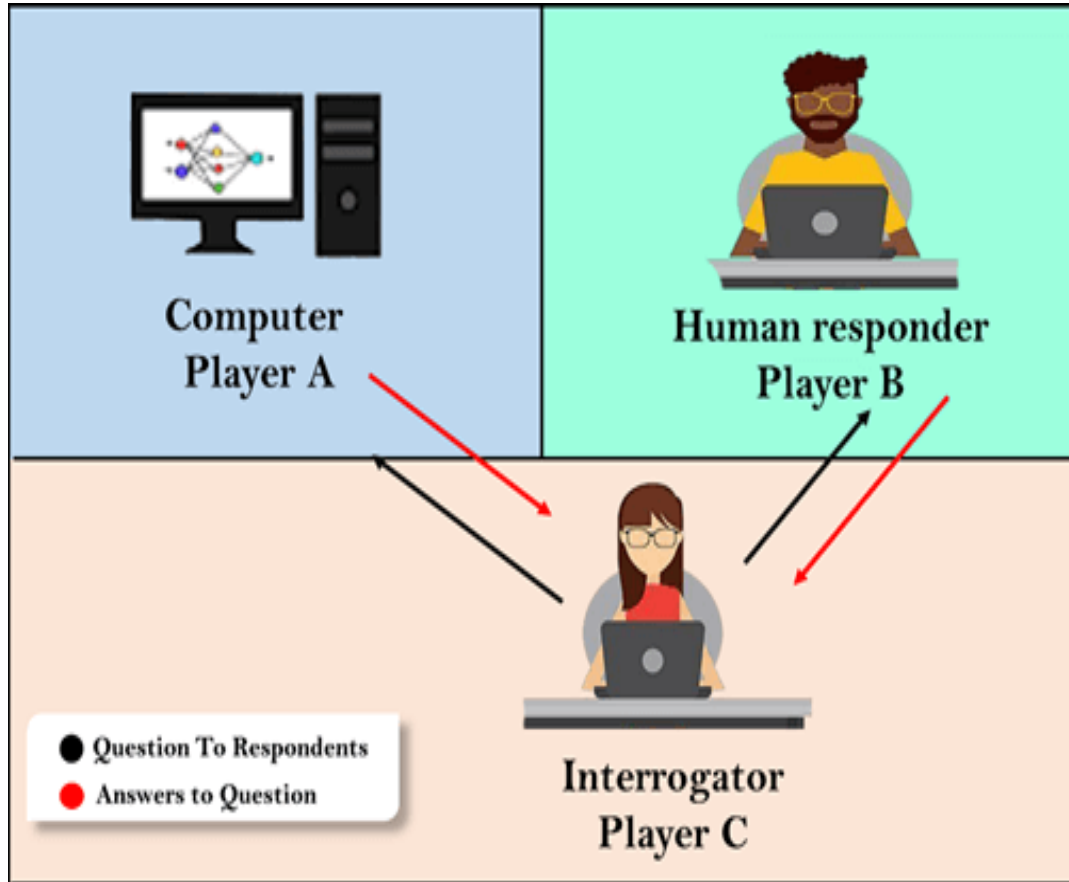 Computer
Player A
Human responder
Player B
Question To Respondents
Answers to Question
Interrogator
Player C